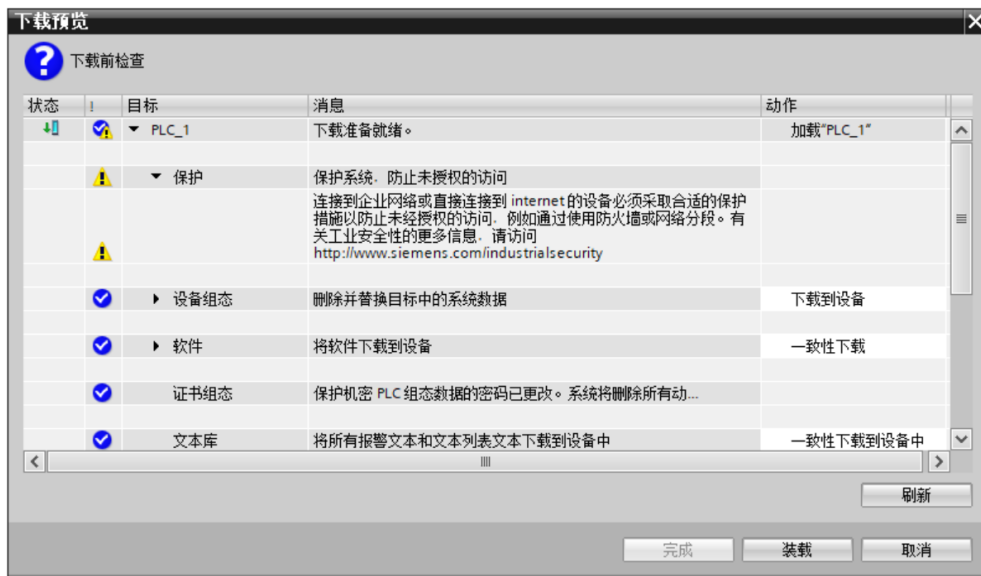 下载预览
下载前检查
状态 ! 目标 消息 动作
PLC_1 下载准备就绪。 加载"PLC_1"
保护 保护系统，防止未授权的访问
连接到企业网络或直接连接到 internet 的设备必须采取合适的保护
措施以防止未经授权的访问，例如通过使用防火墙或网络分段。有
关工业安全性的更多信息，请访问
http://www.siemens.com/industrialsecurity
设备组态 删除并替换目标中的系统数据 下载到设备
软件 将软件下载到设备 一致性下载
证书组态 保护机密 PLC 组态数据的密码已更改。系统将删除所有动...
文本库 将所有报警文本和文本列表文本下载到设备中 一致性下载到设备中
刷新
完成 装载 取消